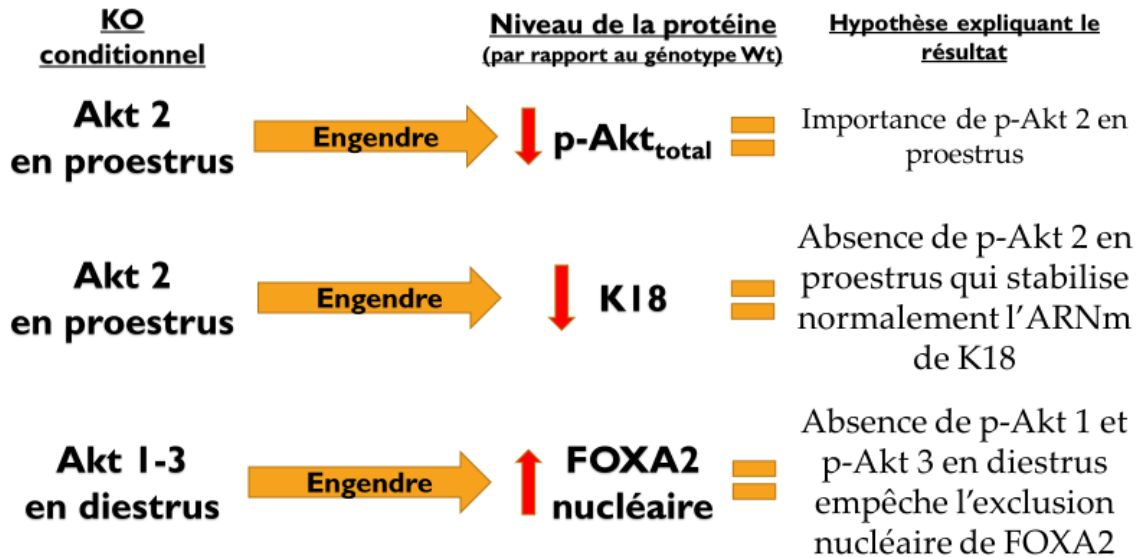 KO
conditionnel
Niveau de la protéine
(par rapport au génotype Wt)
Hypothèse expliquant le
résultat
Akt 2
en proestrus
Engendre
p-Akttotal
Importance de p-Akt 2 en
proestrus
Akt 2
en proestrus
Engendre
K18
Absence de p-Akt 2 en
proestrus qui stabilise
normalement l'ARNm
de K18
Akt 1-3
en diestrus
Engendre
FOXA2
nucléaire
Absence de p-Akt 1 et
p-Akt 3 en diestrus
empêche l'exclusion
nucléaire de FOXA2